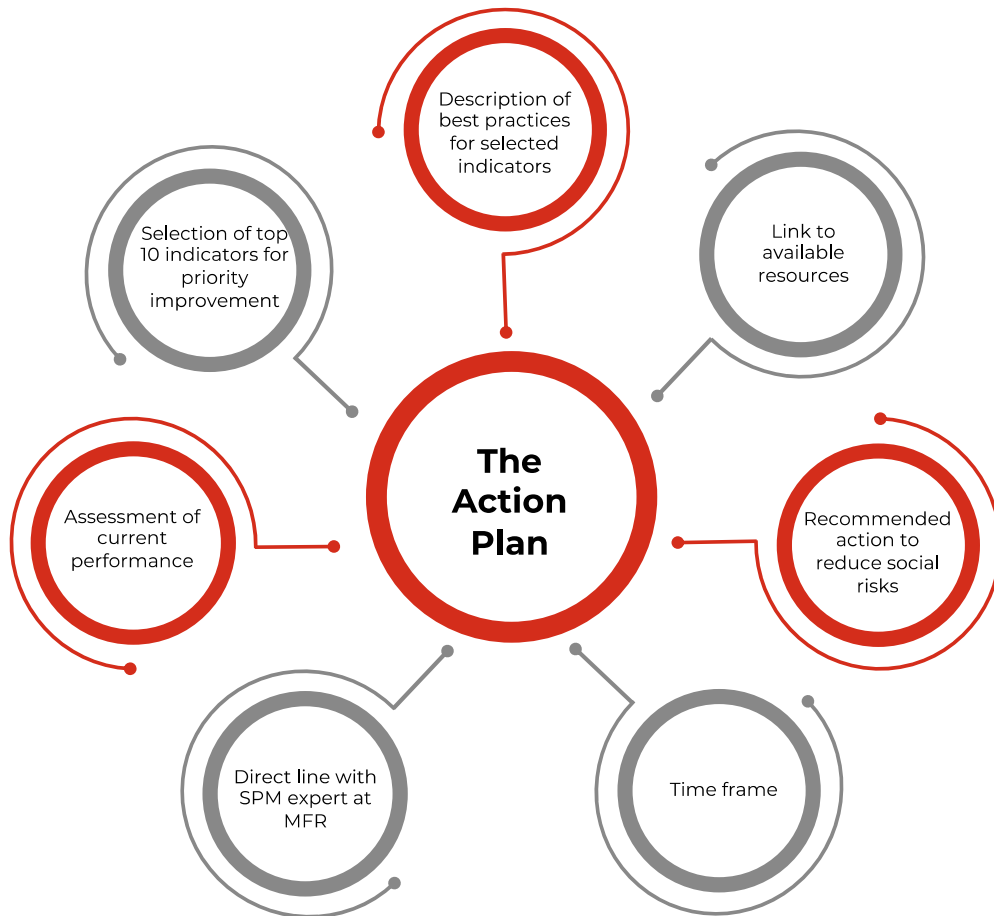 Description of
best practices
for selected
indicators
Selection of top
10 indicators for
priority
improvement
Link to
available
resources
The
Action
Plan
Assessment of
current
performance
Recommended
action to
reduce social
risks
Direct line with
SPM expert at
MFR
Time frame